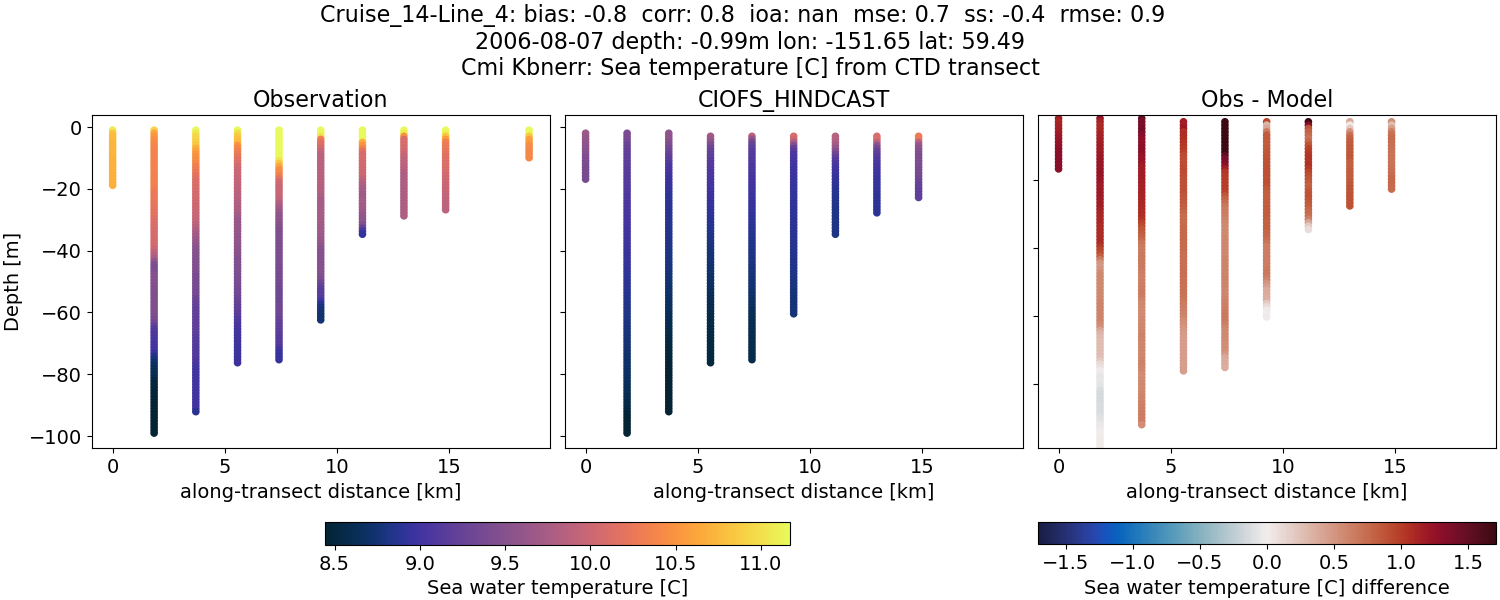 Cruise_14-Line_4: bias: -0.8  corr: 0.8  ioa: nan  mse: 0.7  ss: -0.4  rmse: 0.9
2006-08-07 depth: -0.99m lon: -151.65 lat: 59.49
Cmi Kbnerr: Sea temperature [C] from CTD transect
Observation
CIOFS_HINDCAST
Obs - Model
Depth [m]
0
−20
−40
−60
−80
−100
0 5 10 15
0 5 10 15
0 5 10 15
along-transect distance [km]
along-transect distance [km]
along-transect distance [km]
8.5 9.0 9.5 10.0 10.5 11.0
Sea water temperature [C]
−1.5 −1.0 −0.5 0.0 0.5 1.0 1.5
Sea water temperature [C] difference